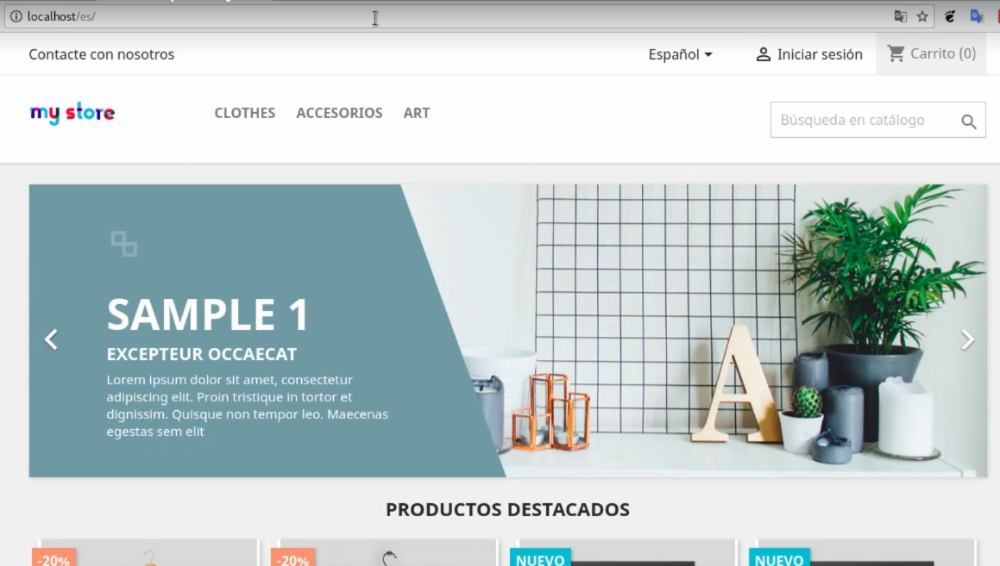 localhost/es/
Contacte con nosotros
Español
Iniciar sesión
Carrito (0)
my store
CLOTHES ACCESORIOS ART
Búsqueda en catálogo
SAMPLE 1
EXCEPTEUR OCCAECAT
Lorem ipsum dolor sit amet, consectetur
adipiscing elit. Proin tristique in tortor et
dignissim. Quisque non tempor leo. Maecenas
egestas sem elit
A
PRODUCTOS DESTACADOS
-20%
-20%
NUEVO
NUEVO